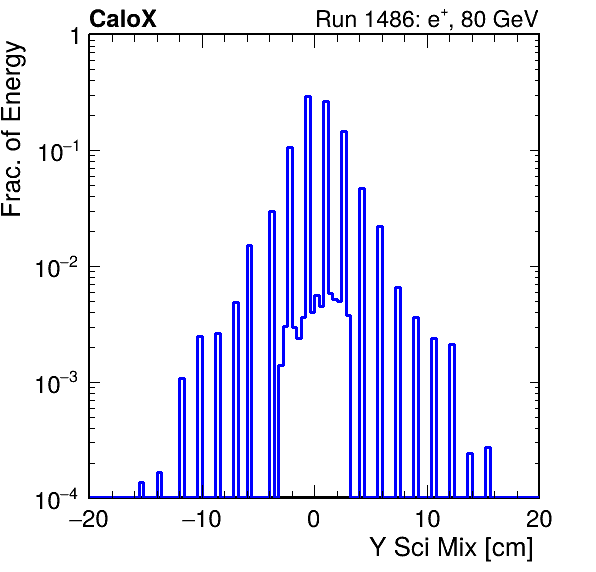 CaloX Run 1486: e⁺, 80 GeV
Frac. of Energy
1
10⁻¹
10⁻²
10⁻³
10⁻⁴
−20 −10 0 10 20
Y Sci Mix [cm]